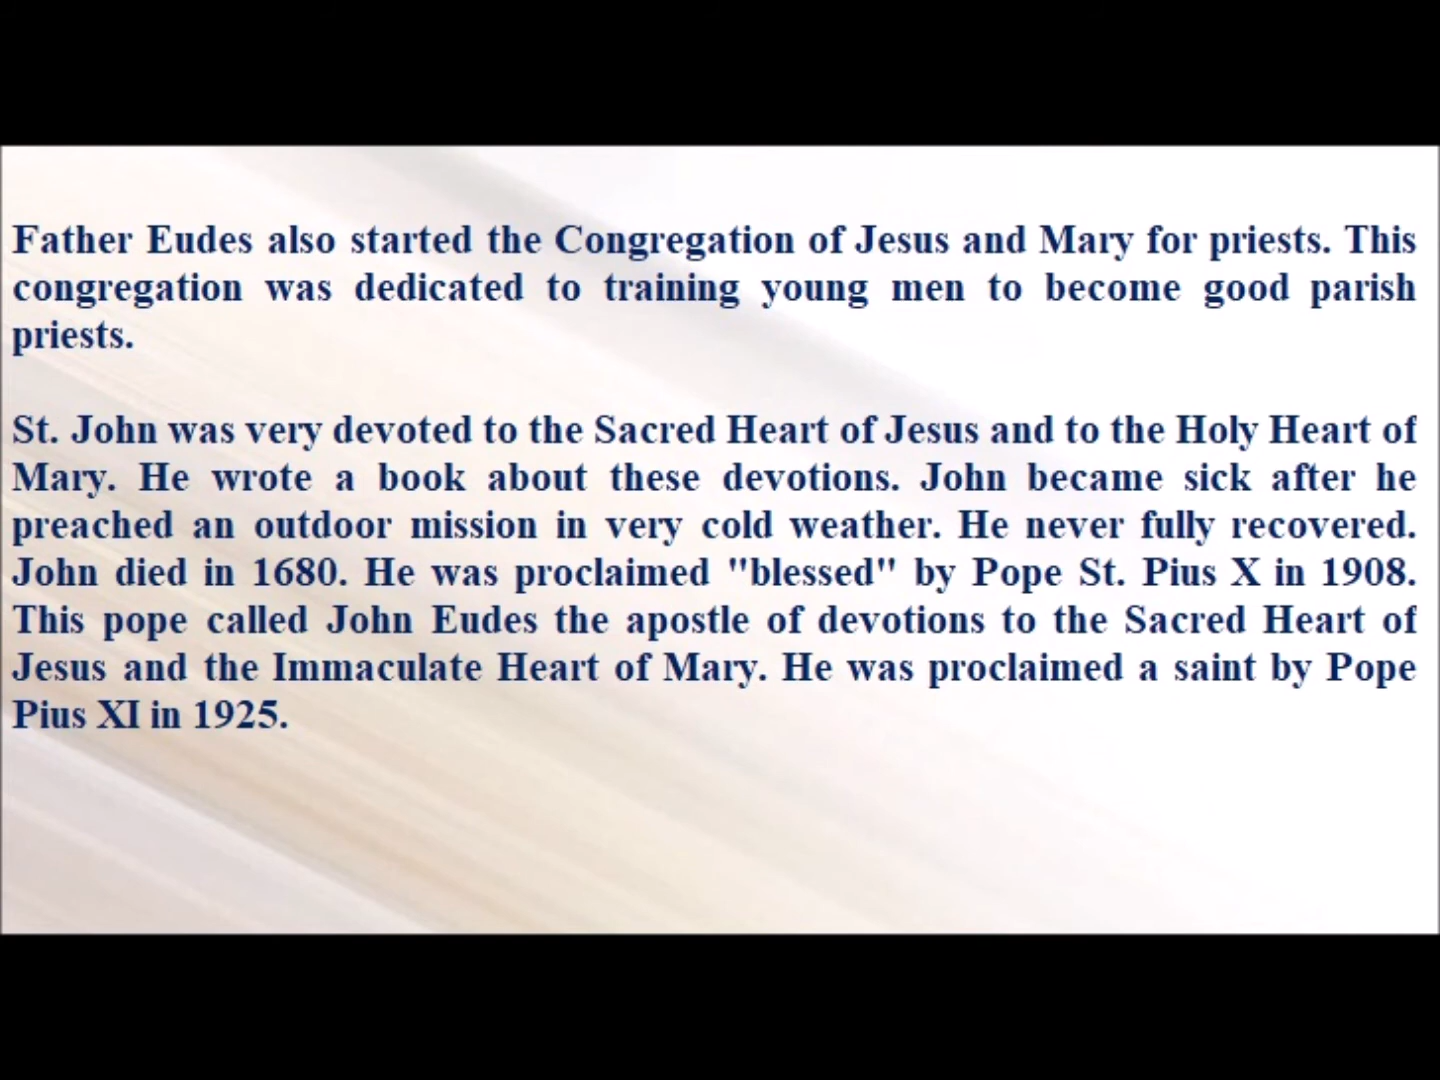 Father Eudes also started the Congregation of Jesus and Mary for priests. This
congregation was dedicated to training young men to become good parish
priests.
St. John was very devoted to the Sacred Heart of Jesus and to the Holy Heart of
Mary. He wrote a book about these devotions. John became sick after he
preached an outdoor mission in very cold weather. He never fully recovered.
John died in 1680. He was proclaimed "blessed" by Pope St. Pius X in 1908.
This pope called John Eudes the apostle of devotions to the Sacred Heart of
Jesus and the Immaculate Heart of Mary. He was proclaimed a saint by Pope
Pius XI in 1925.